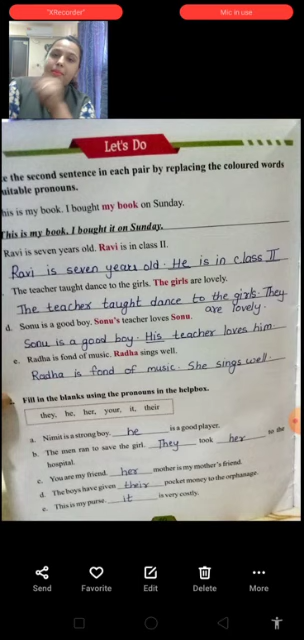 "XRecorder"
Mic in use
Let's Do
e the second sentence in each pair by replacing the coloured words
uitable pronouns.
his is my book. I bought my book on Sunday.
This is my book. I bought it on Sunday.
Ravi is seven years old. Ravi is in class II.
Ravi is seven years old. He is in class II
The teacher taught dance to the girls. The girls are lovely.
The teacher taught dance to the girls. They
are lovely.
d. Sonu is a good boy. Sonu's teacher loves Sonu.
Sonu is a good boy. His teacher loves him
e. Radha is fond of music. Radha sings well.
Radha is fond of music. She sings well.
Fill in the blanks using the pronouns in the helpbox.
they, he, her, your, it, their
a. Nimit is a strong boy. he is a good player.
b. The men ran to save the girl. They took her to the
hospital.
c. You are my friend. her mother is my mother's friend.
d. The boys have given their pocket money to the orphanage.
e. This is my purse. it is very costly.
Send
Favorite
Edit
Delete
More